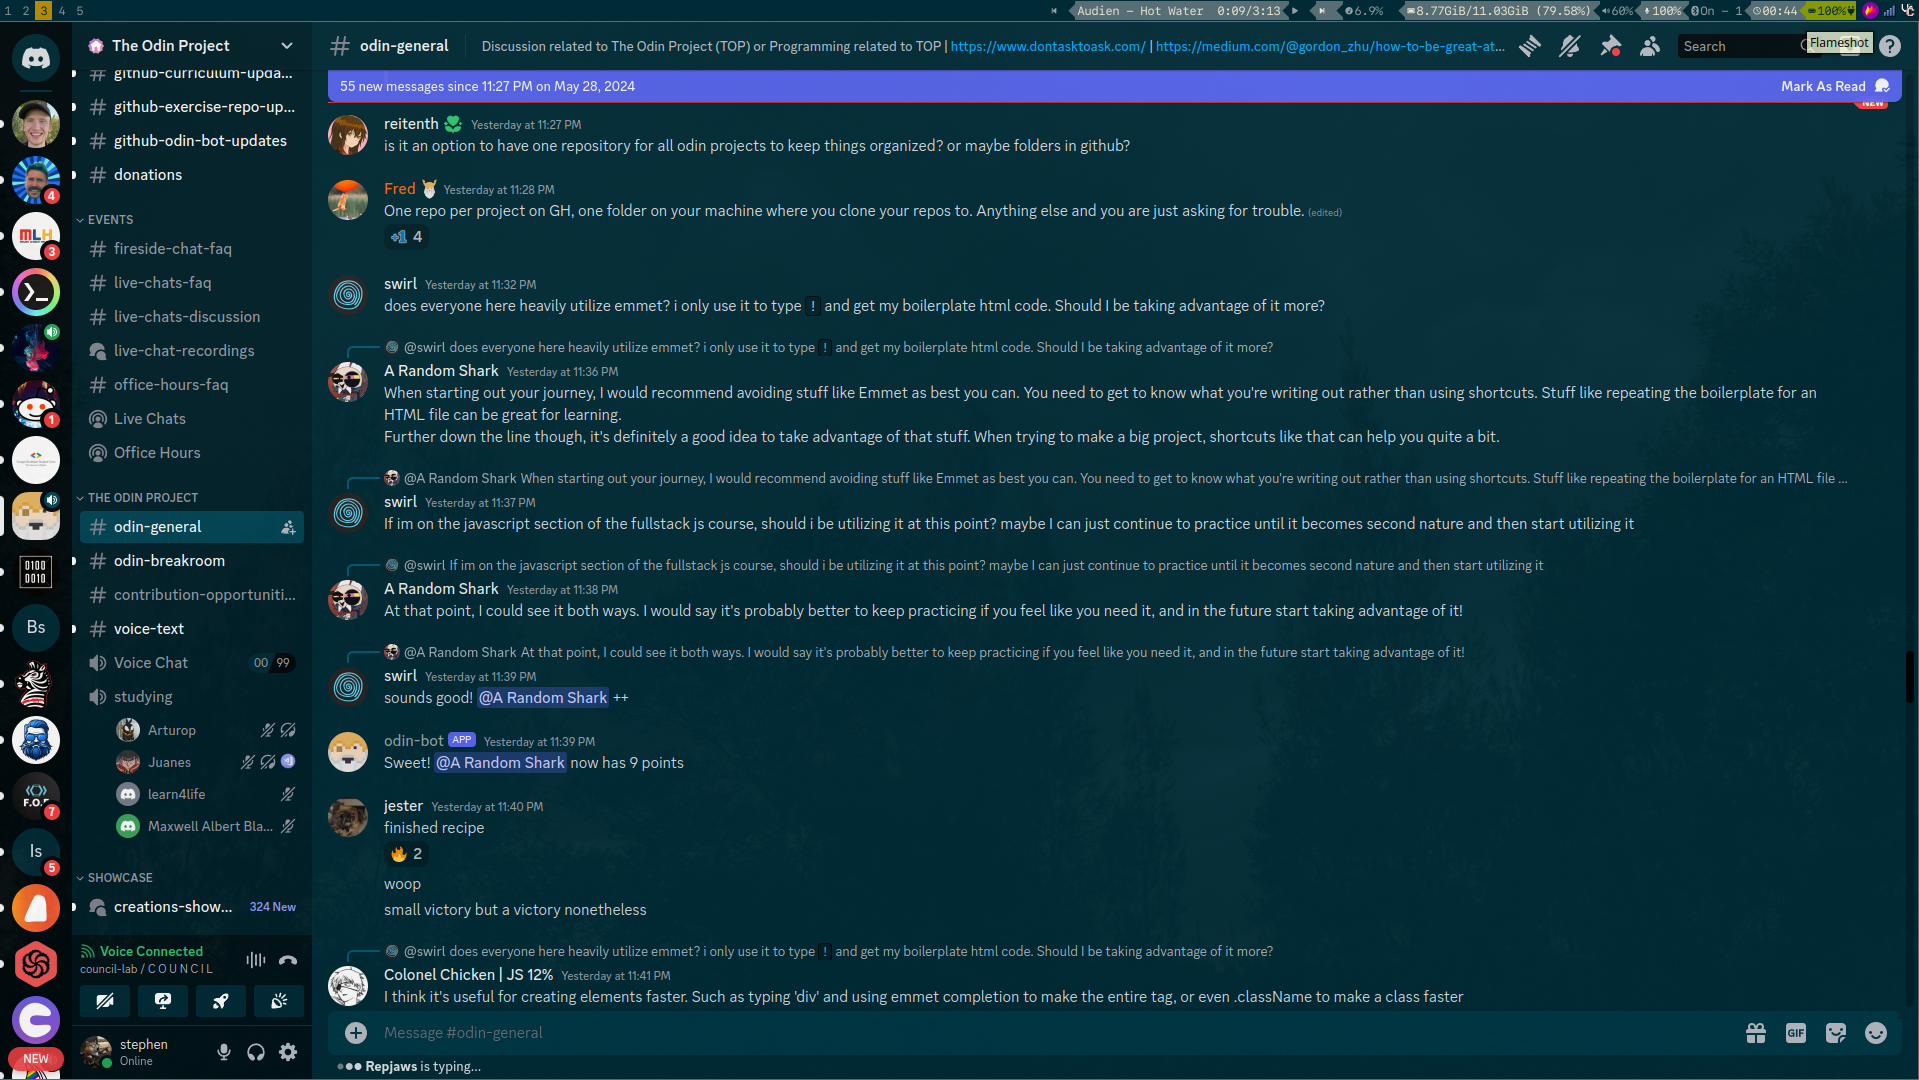 1 2 3 4 5
Audien - Hot Water 0:09/3:13
6.9%
8.77GiB/11.03GiB (79.58%)
60%
100%
On - 1
00:44
100%
The Odin Project
github-curriculum-upda...
github-exercise-repo-up...
github-odin-bot-updates
donations
EVENTS
fireside-chat-faq
live-chats-faq
live-chats-discussion
live-chat-recordings
office-hours-faq
Live Chats
Office Hours
THE ODIN PROJECT
odin-general
odin-breakroom
contribution-opportuniti...
voice-text
Voice Chat 00 99
studying
Arturop
Juanes
learn4life
Maxwell Albert Bla...
SHOWCASE
creations-show... 324 New
Voice Connected
council-lab / C O U N C I L
stephen
Online
4
MLH
3
1
0100
0010
Bs
F.O.F
7
Is
5
NEW
# odin-general
Discussion related to The Odin Project (TOP) or Programming related to TOP | https://www.dontasktoask.com/ | https://medium.com/@gordon_zhu/how-to-be-great-at...
Search
Flameshot
55 new messages since 11:27 PM on May 28, 2024
Mark As Read
NEW
reitenth Yesterday at 11:27 PM
is it an option to have one repository for all odin projects to keep things organized? or maybe folders in github?
Fred Yesterday at 11:28 PM
One repo per project on GH, one folder on your machine where you clone your repos to. Anything else and you are just asking for trouble. (edited)
+1 4
swirl Yesterday at 11:32 PM
does everyone here heavily utilize emmet? i only use it to type ! and get my boilerplate html code. Should I be taking advantage of it more?
@swirl does everyone here heavily utilize emmet? i only use it to type ! and get my boilerplate html code. Should I be taking advantage of it more?
A Random Shark Yesterday at 11:36 PM
When starting out your journey, I would recommend avoiding stuff like Emmet as best you can. You need to get to know what you're writing out rather than using shortcuts. Stuff like repeating the boilerplate for an
HTML file can be great for learning.
Further down the line though, it's definitely a good idea to take advantage of that stuff. When trying to make a big project, shortcuts like that can help you quite a bit.
@A Random Shark When starting out your journey, I would recommend avoiding stuff like Emmet as best you can. You need to get to know what you're writing out rather than using shortcuts. Stuff like repeating the boilerplate for an HTML file ...
swirl Yesterday at 11:37 PM
If im on the javascript section of the fullstack js course, should i be utilizing it at this point? maybe I can just continue to practice until it becomes second nature and then start utilizing it
@swirl If im on the javascript section of the fullstack js course, should i be utilizing it at this point? maybe I can just continue to practice until it becomes second nature and then start utilizing it
A Random Shark Yesterday at 11:38 PM
At that point, I could see it both ways. I would say it's probably better to keep practicing if you feel like you need it, and in the future start taking advantage of it!
@A Random Shark At that point, I could see it both ways. I would say it's probably better to keep practicing if you feel like you need it, and in the future start taking advantage of it!
swirl Yesterday at 11:39 PM
sounds good! @A Random Shark ++
odin-bot APP Yesterday at 11:39 PM
Sweet! @A Random Shark now has 9 points
jester Yesterday at 11:40 PM
finished recipe
2
woop
small victory but a victory nonetheless
@swirl does everyone here heavily utilize emmet? i only use it to type ! and get my boilerplate html code. Should I be taking advantage of it more?
Colonel Chicken | JS 12% Yesterday at 11:41 PM
I think it's useful for creating elements faster. Such as typing 'div' and using emmet completion to make the entire tag, or even .className to make a class faster
Message #odin-general
GIF
Repjaws is typing...